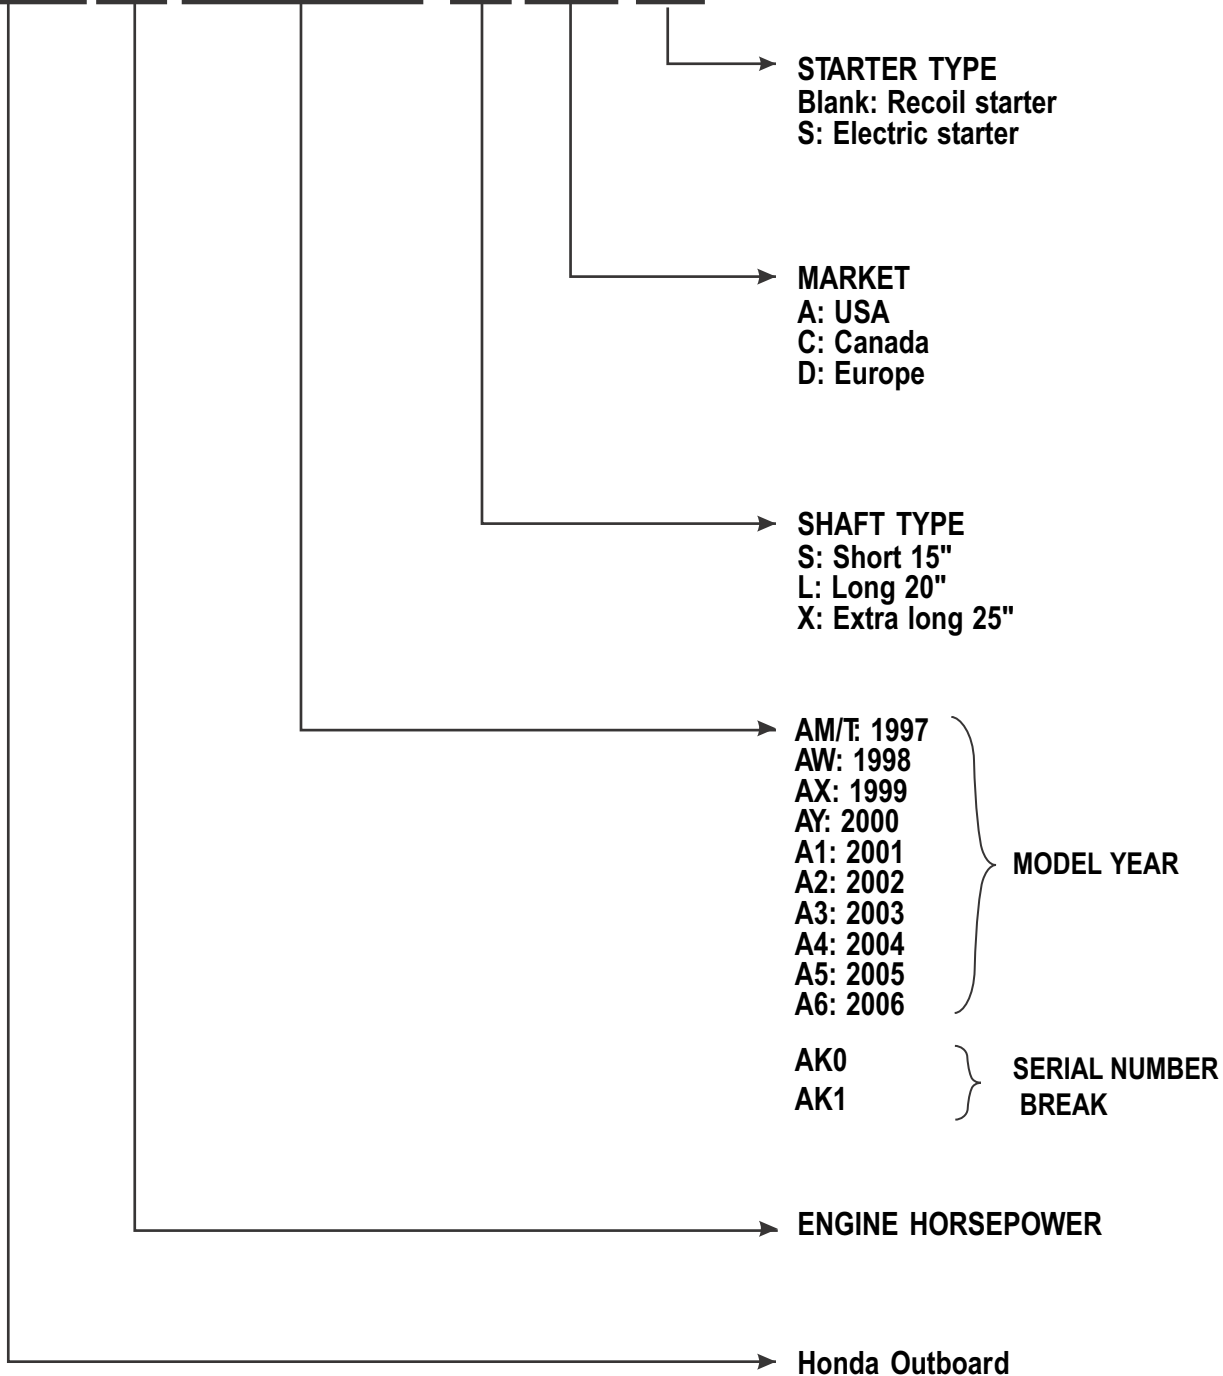 STARTER TYPE
Blank: Recoil starter
S: Electric starter
MARKET
A: USA
C: Canada
D: Europe
SHAFT TYPE
S: Short 15"
L: Long 20"
X: Extra long 25"
AM/T: 1997
AW: 1998
AX: 1999
AY: 2000
A1: 2001
A2: 2002
A3: 2003
A4: 2004
A5: 2005
A6: 2006
MODEL YEAR
AK0
AK1
SERIAL NUMBER
BREAK
ENGINE HORSEPOWER
Honda Outboard